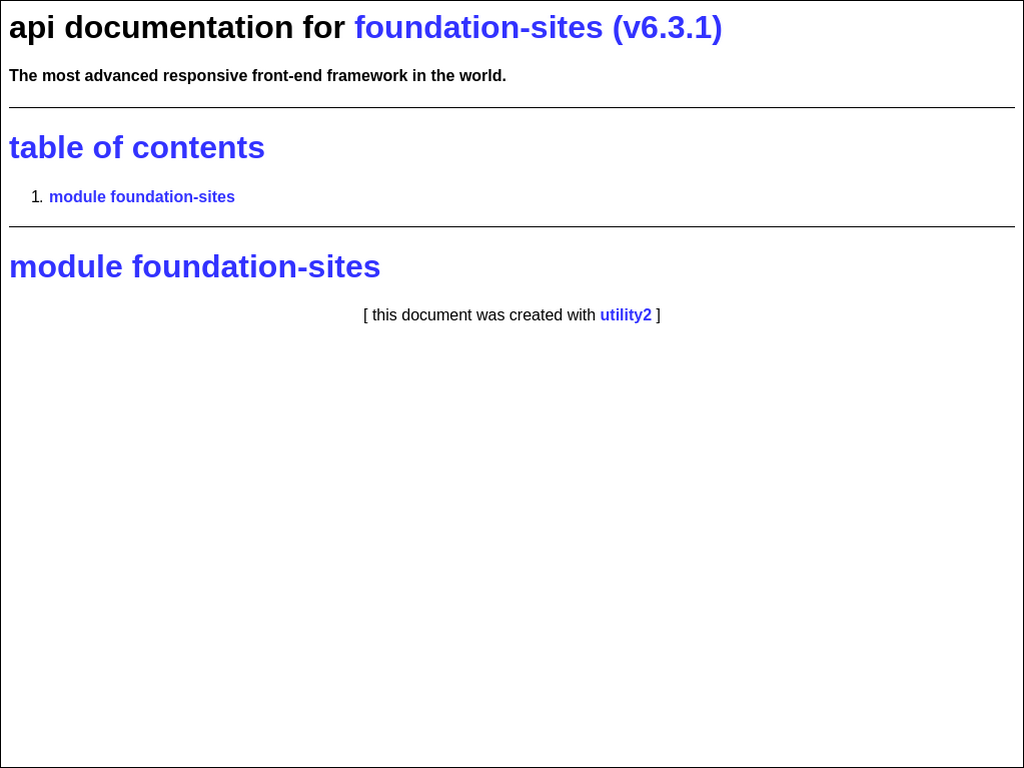 api documentation for foundation-sites (v6.3.1)
The most advanced responsive front-end framework in the world.
table of contents
1. module foundation-sites
module foundation-sites
[ this document was created with utility2 ]